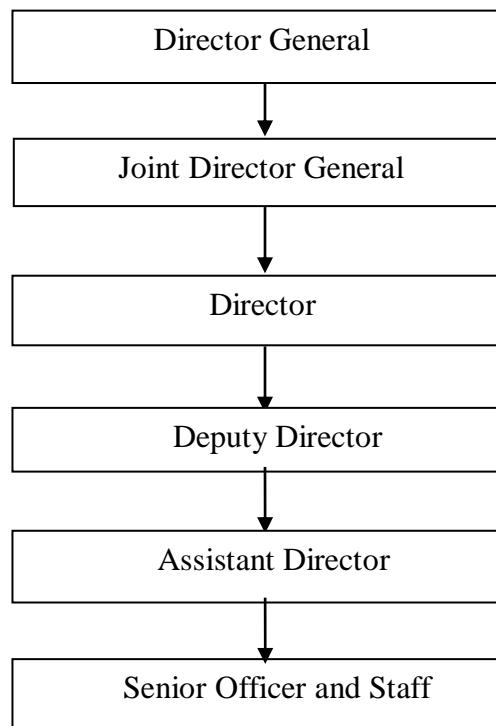 Director General
Joint Director General
Director
Deputy Director
Assistant Director
Senior Officer and Staff